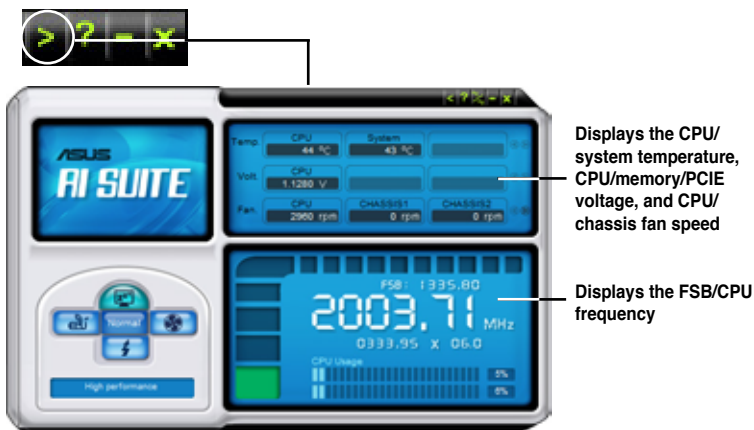 > ? - x
< ? - x
ASUS
AI SUITE
Temp. CPU System
44 ºC 43 ºC
Volt. CPU
1.1280 V
Fan. CPU CHASSIS1 CHASSIS2
2960 rpm 0 rpm 0 rpm
Displays the CPU/
system temperature,
CPU/memory/PCIE
voltage, and CPU/
chassis fan speed
Normal
High performance
FSB: 1335.80
2003.71 MHz
0333.95 x 06.0
CPU Usage
5%
6%
Displays the FSB/CPU
frequency